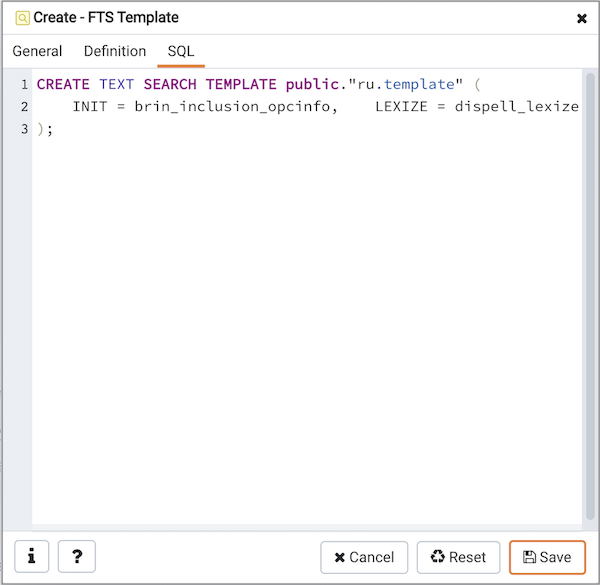 Create - FTS Template
General Definition SQL
1 CREATE TEXT SEARCH TEMPLATE public."ru.template" (
2 INIT = brin_inclusion_opcinfo, LEXIZE = dispell_lexize
3 );
i ? Cancel Reset Save